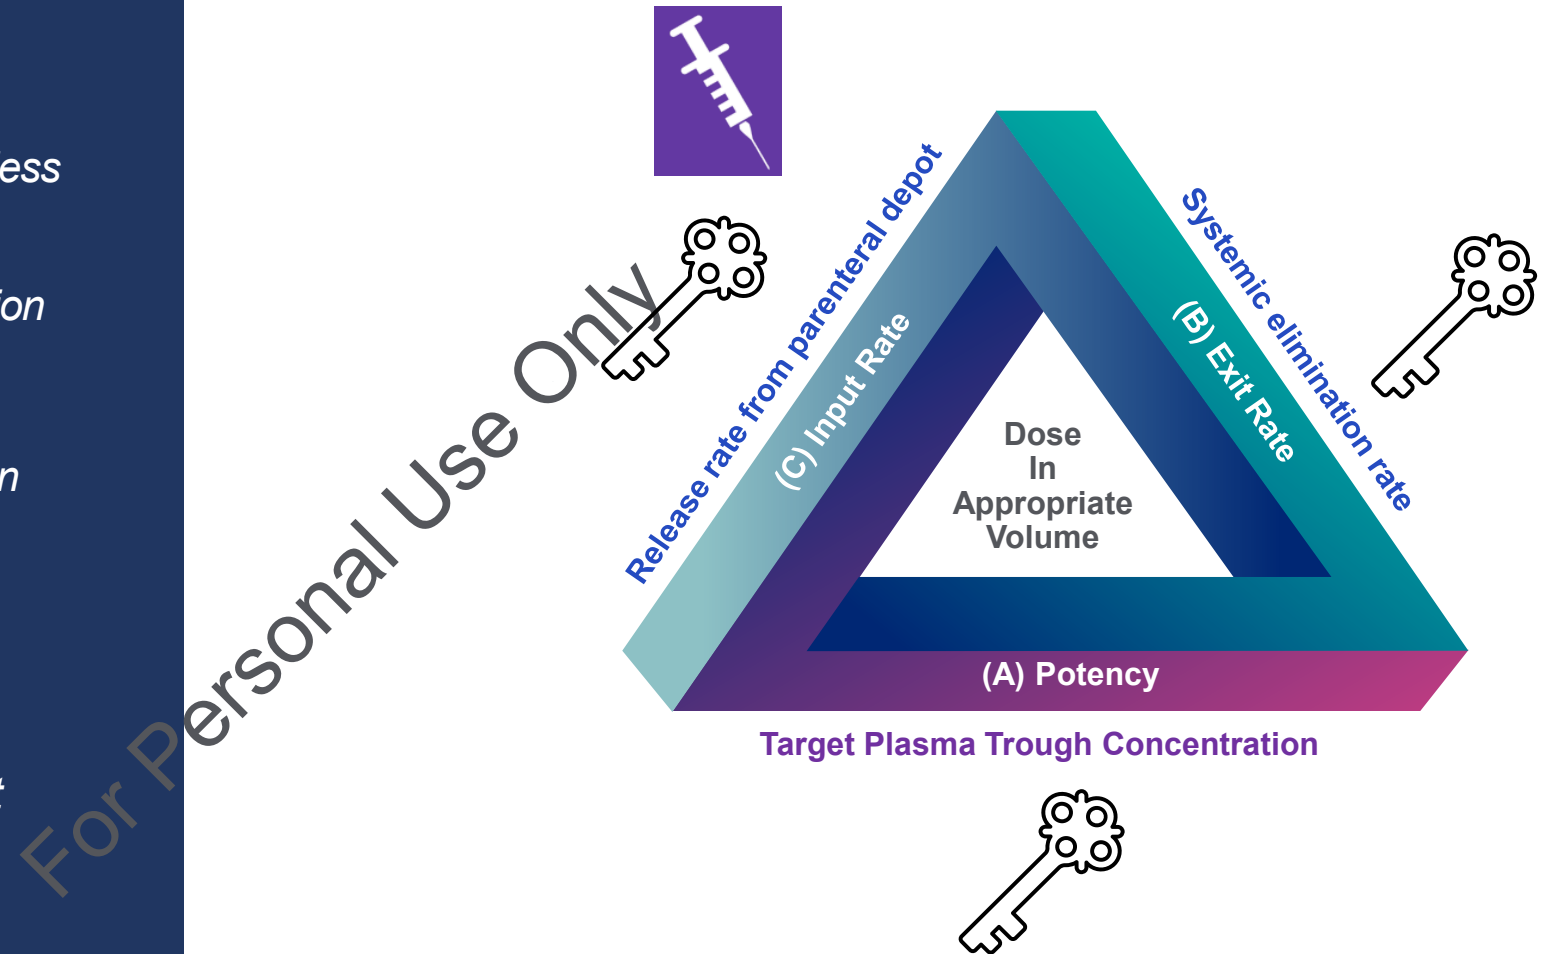 ess
on
n
t
For Personal Use Only
Release rate from parenteral depot
(C) Input Rate
Systemic elimination rate
(B) Exit Rate
Dose
In
Appropriate
Volume
(A) Potency
Target Plasma Trough Concentration